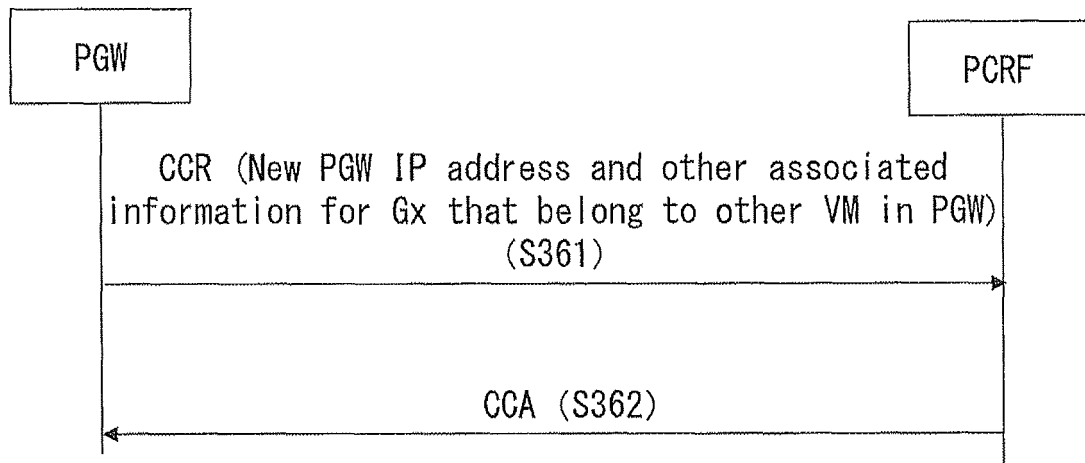 PGW
PCRF
CCR (New PGW IP address and other associated
information for Gx that belong to other VM in PGW)
(S361)
CCA (S362)